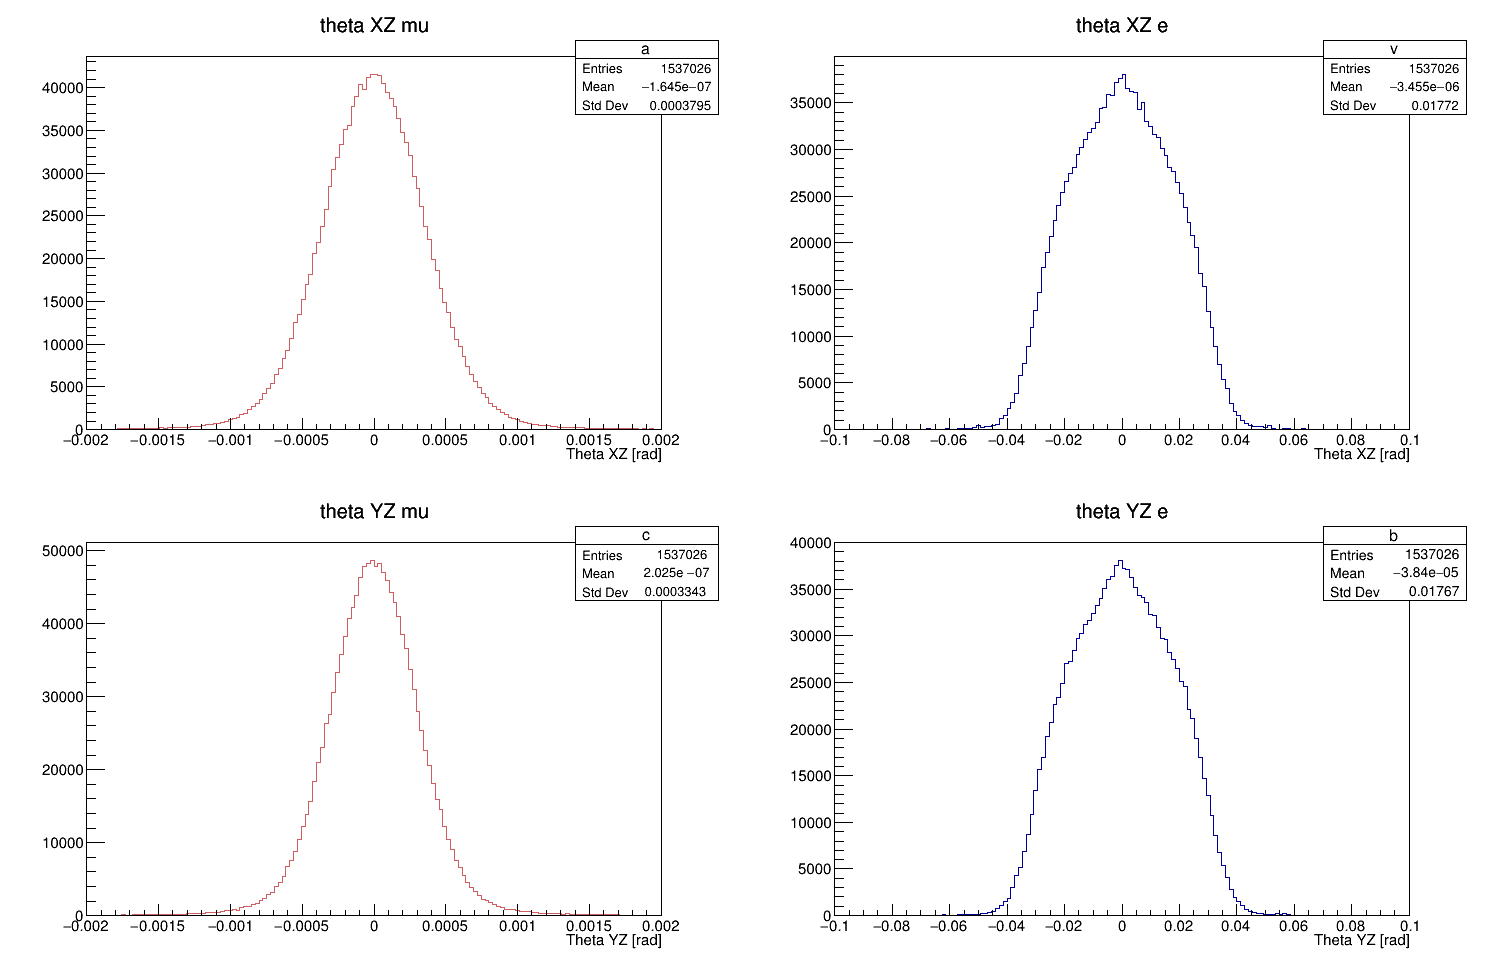 theta XZ mu
a
Entries 1537026
Mean −1.645e−07
Std Dev 0.0003795
40000
35000
30000
25000
20000
15000
10000
5000
0
−0.002 −0.0015 −0.001 −0.0005 0 0.0005 0.001 0.0015 0.002
Theta XZ [rad]
theta XZ e
v
Entries 1537026
Mean −3.455e−06
Std Dev 0.01772
35000
30000
25000
20000
15000
10000
5000
0
−0.1 −0.08 −0.06 −0.04 −0.02 0 0.02 0.04 0.06 0.08 0.1
Theta XZ [rad]
theta YZ mu
c
Entries 1537026
Mean 2.025e −07
Std Dev 0.0003343
50000
40000
30000
20000
10000
0
−0.002 −0.0015 −0.001 −0.0005 0 0.0005 0.001 0.0015 0.002
Theta YZ [rad]
theta YZ e
b
Entries 1537026
Mean −3.84e−05
Std Dev 0.01767
40000
35000
30000
25000
20000
15000
10000
5000
0
−0.1 −0.08 −0.06 −0.04 −0.02 0 0.02 0.04 0.06 0.08 0.1
Theta YZ [rad]